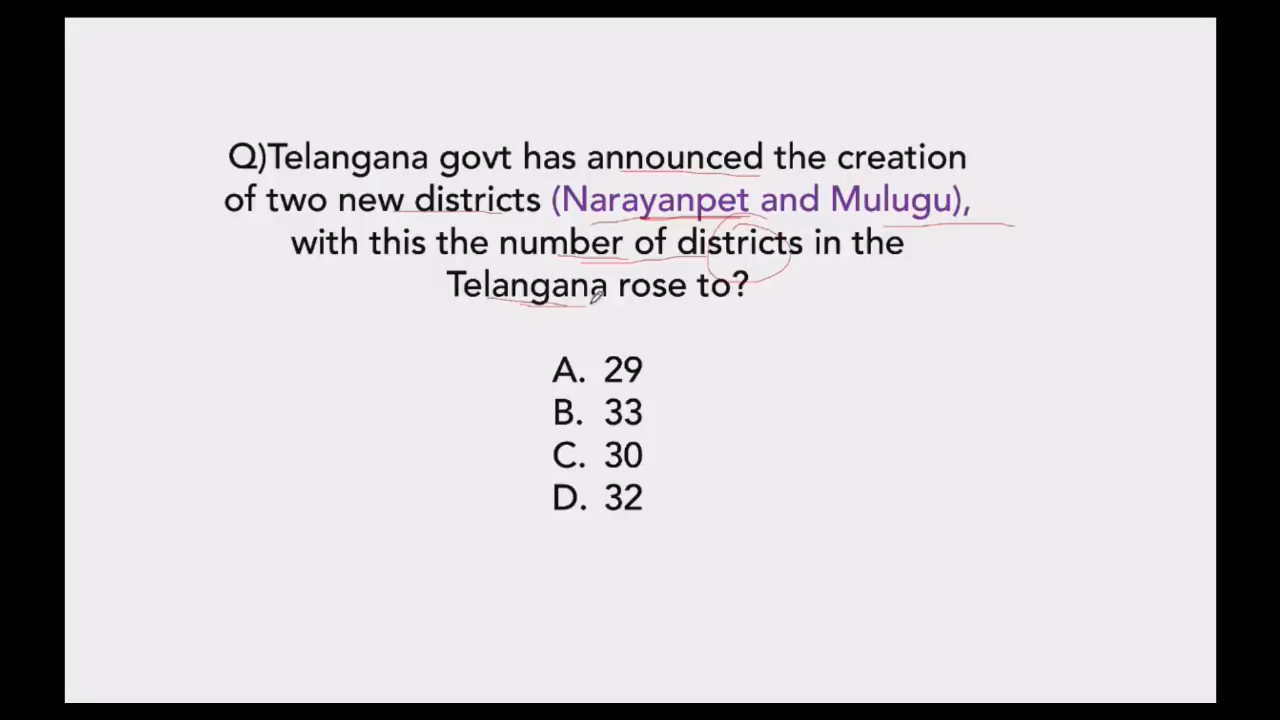 Q)Telangana govt has announced the creation
of two new districts (Narayanpet and Mulugu),
with this the number of districts in the
Telangana rose to?
A. 29
B. 33
C. 30
D. 32